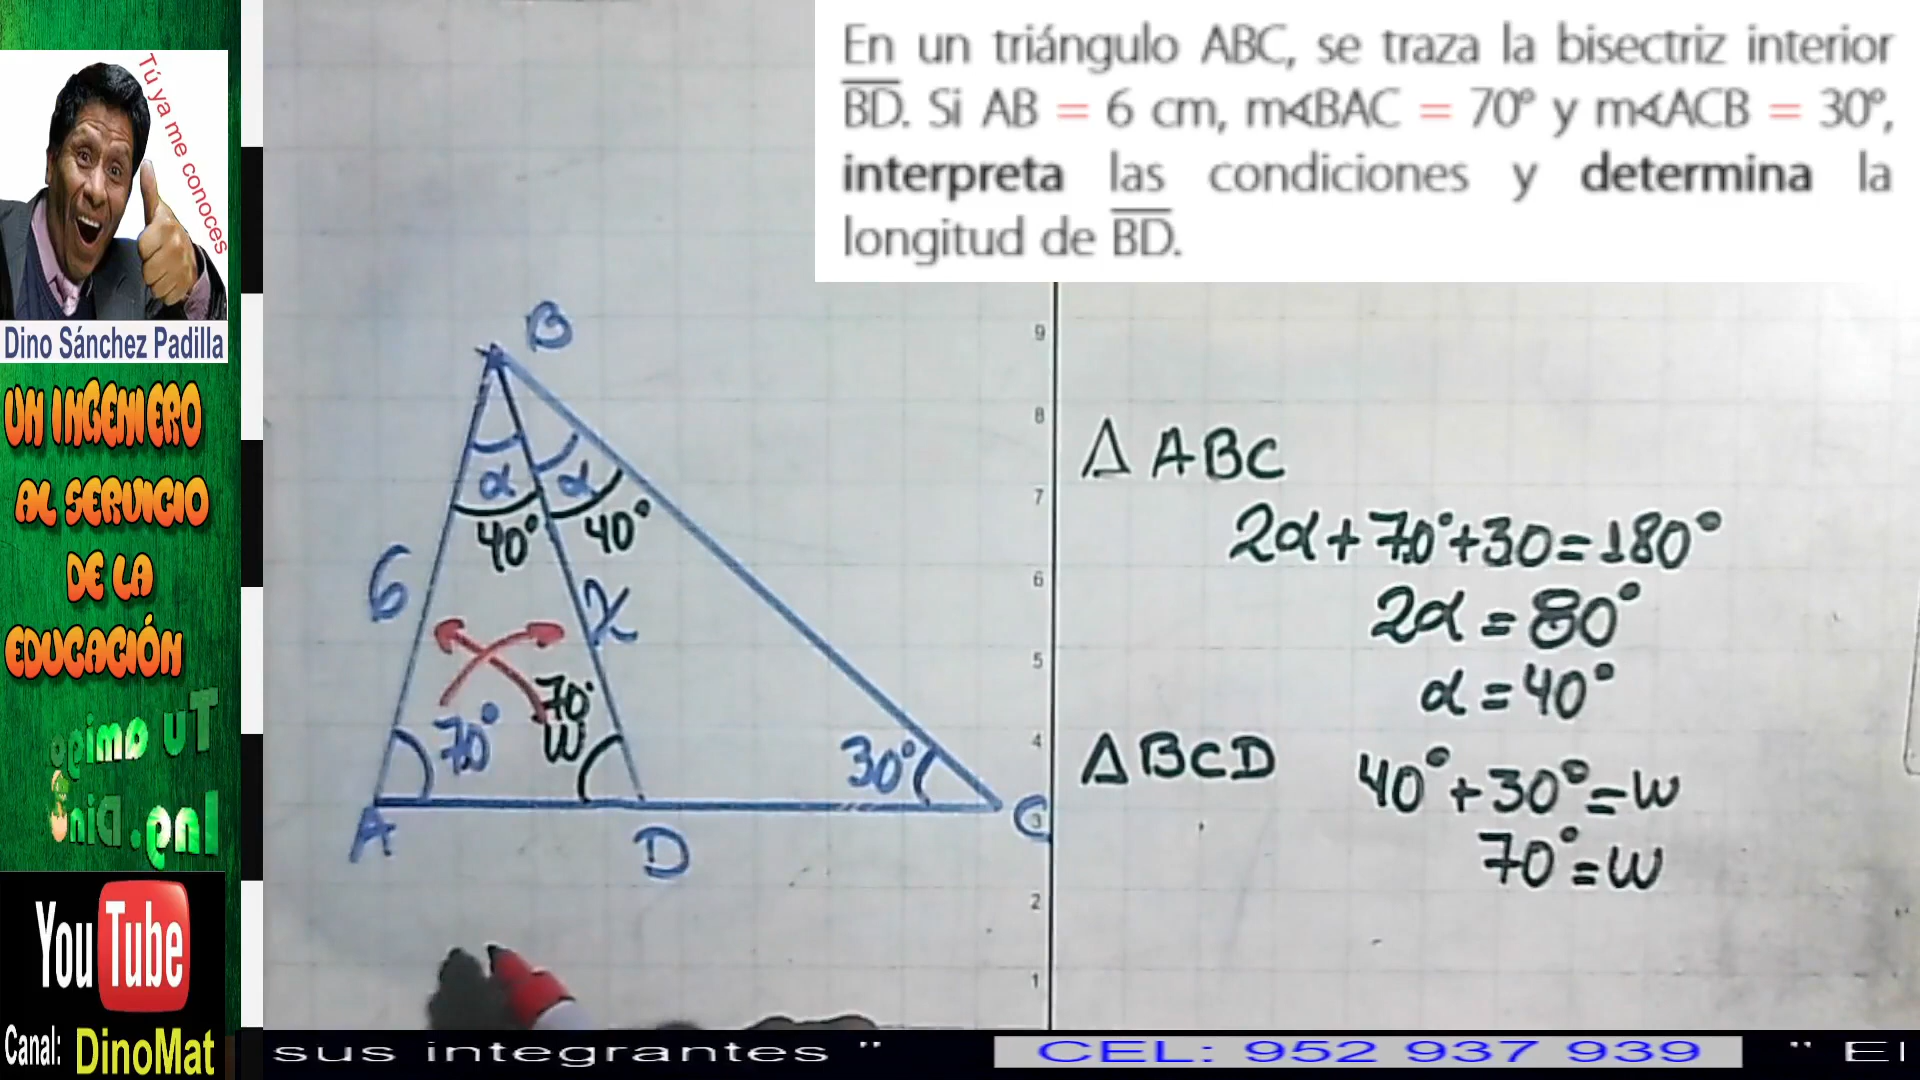 Tú ya me conoces
Dino Sánchez Padilla
UN INGENIERO
AL SERVICIO
DE LA
EDUCACIÓN
Tu amigo
Ing. Dino
You Tube
Canal: DinoMat
En un triángulo ABC, se traza la bisectriz interior
BD. Si AB = 6 cm, m∢BAC = 70° y m∢ACB = 30°,
interpreta las condiciones y determina la
longitud de BD.
B
α α
40° 40°
6
x
70°
70° W
30°
A
D
C
9
8
7
6
5
4
3
2
1
△ ABC
2α+70°+30=180°
2α=80°
α=40°
△ BCD 40°+30°=W
70°=W
sus integrantes "
CEL: 952 937 939
" El